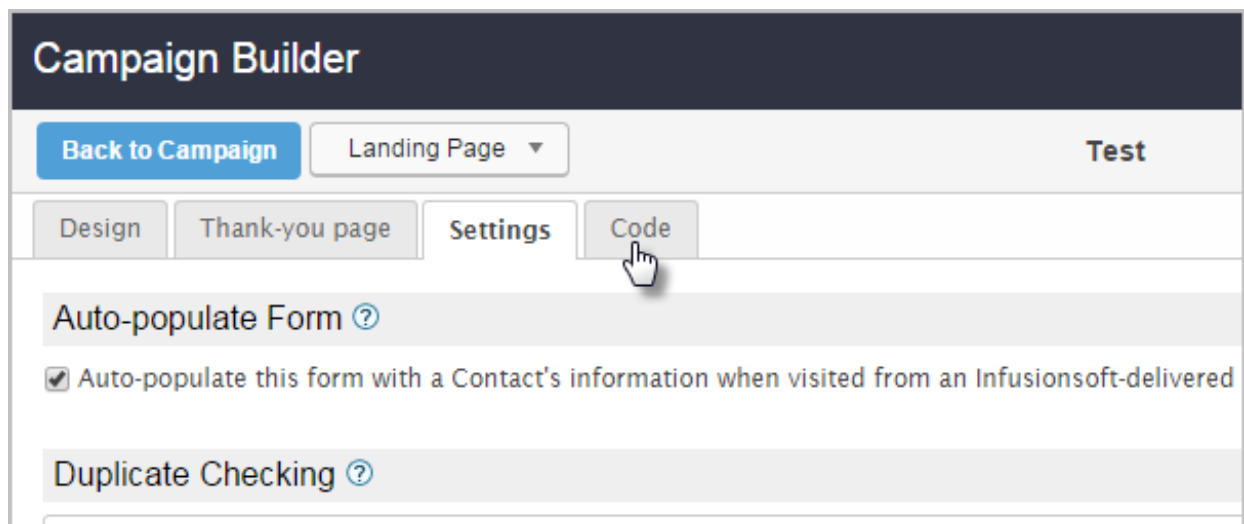 Campaign Builder
Back to Campaign Landing Page Test
Design Thank-you page Settings Code
Auto-populate Form ?
Auto-populate this form with a Contact's information when visited from an Infusionsoft-delivered
Duplicate Checking ?